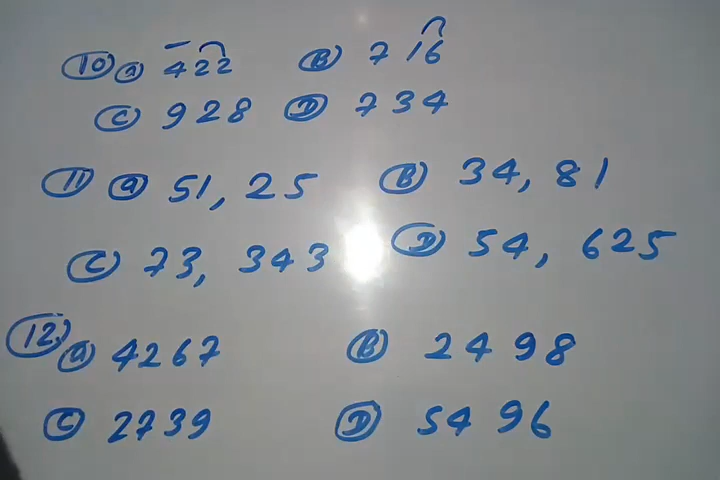 10 a 422 B 716
C 928 D 734
11 a 51, 25 B 34, 81
C 73, 343 D 54, 625
12. a 4267 B 2498
C 2739 D 5496